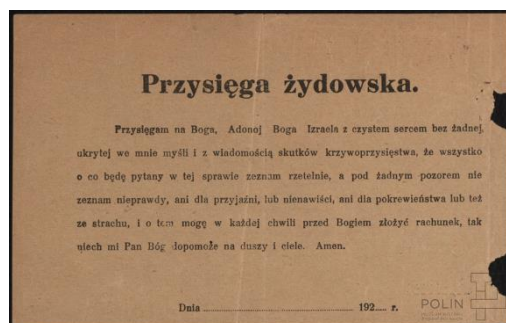 Przysięga żydowska.
Przysięgam na Boga, Adonoj Boga Izraela z czystem sercem bez żadnej
ukrytej we mnie myśli i z wiadomością skutków krzywoprzysięstwa, że wszystko
o co będę pytany w tej sprawie zeznam rzetelnie, a pod żadnym pozorem nie
zeznam nieprawdy, ani dla przyjaźni, lub nienawiści, ani dla pokrewieństwa lub też
ze strachu, i o tem mogę w każdej chwili przed Bogiem złożyć rachunek, tak
niech mi Pan Bóg dopomoże na duszy i ciele. Amen.
Dnia 192 r.
POLIN